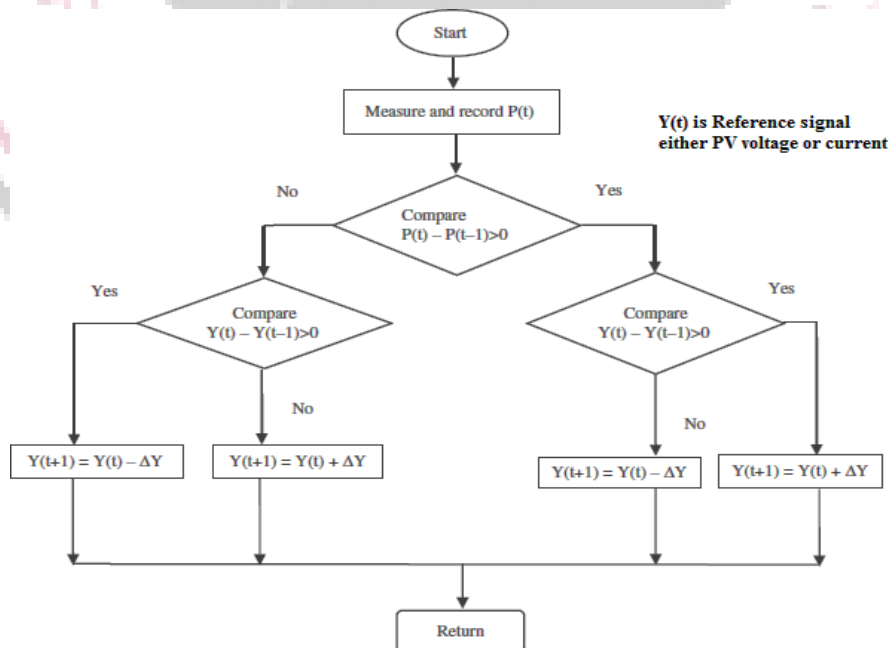 Start
Measure and record P(t)
Y(t) is Reference signal
either PV voltage or current
No
Yes
Compare
P(t) – P(t–1)>0
Yes
Compare
Y(t) – Y(t–1)>0
Compare
Y(t) – Y(t–1)>0
Yes
No
No
Y(t+1) = Y(t) – ΔY
Y(t+1) = Y(t) + ΔY
Y(t+1) = Y(t) – ΔY
Y(t+1) = Y(t) + ΔY
Return